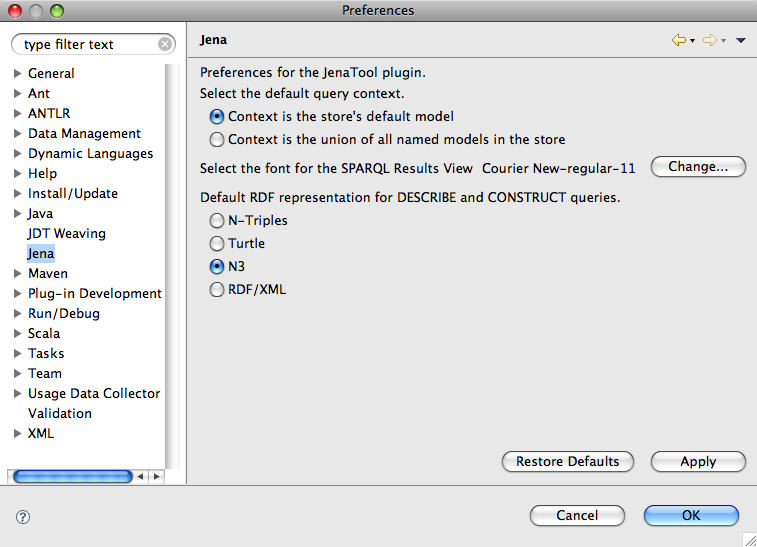 Preferences
type filter text
General
Ant
ANTLR
Data Management
Dynamic Languages
Help
Install/Update
Java
JDT Weaving
Jena
Maven
Plug-in Development
Run/Debug
Scala
Tasks
Team
Usage Data Collector
Validation
XML
Jena
Preferences for the JenaTool plugin.
Select the default query context.
Context is the store's default model
Context is the union of all named models in the store
Select the font for the SPARQL Results View Courier New-regular-11 Change...
Default RDF representation for DESCRIBE and CONSTRUCT queries.
N-Triples
Turtle
N3
RDF/XML
Restore Defaults Apply
? Cancel OK